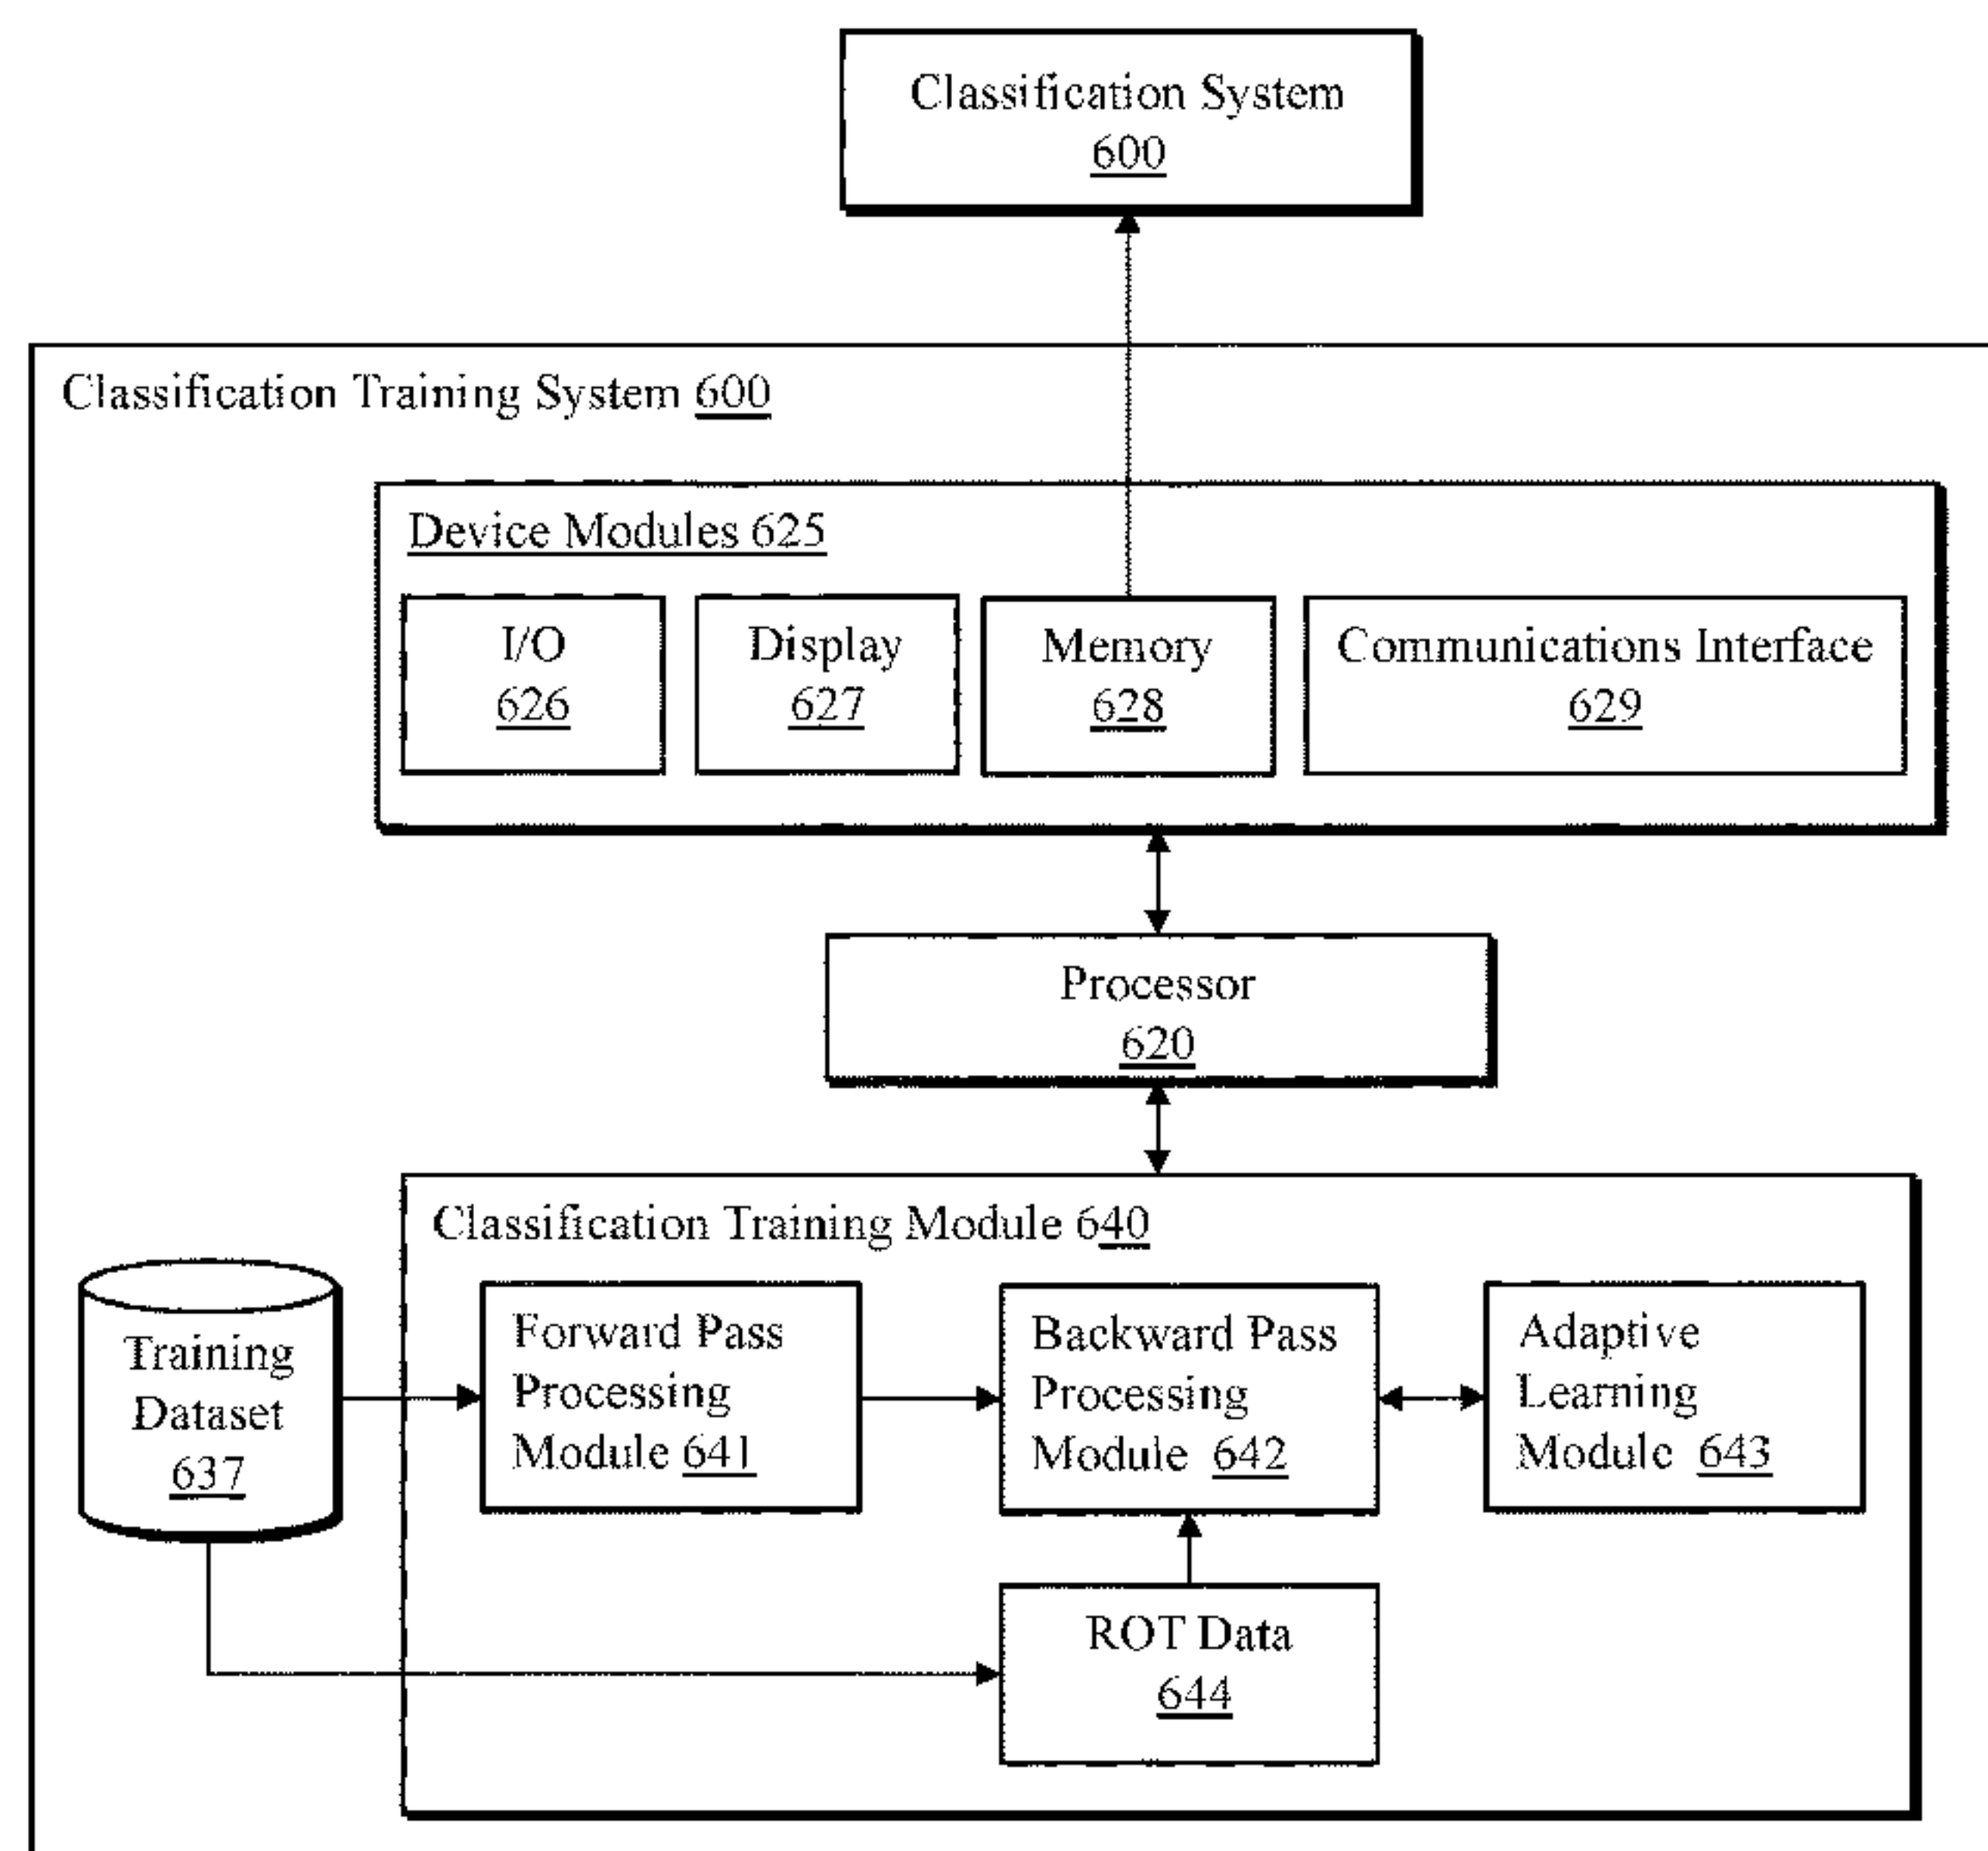 Classification System
600
Classification Training System 600
Device Modules 625
I/O
626
Display
627
Memory
628
Communications Interface
629
Processor
620
Classification Training Module 640
Training
Dataset
637
Forward Pass
Processing
Module 641
Backward Pass
Processing
Module 642
Adaptive
Learning
Module 643
ROT Data
644